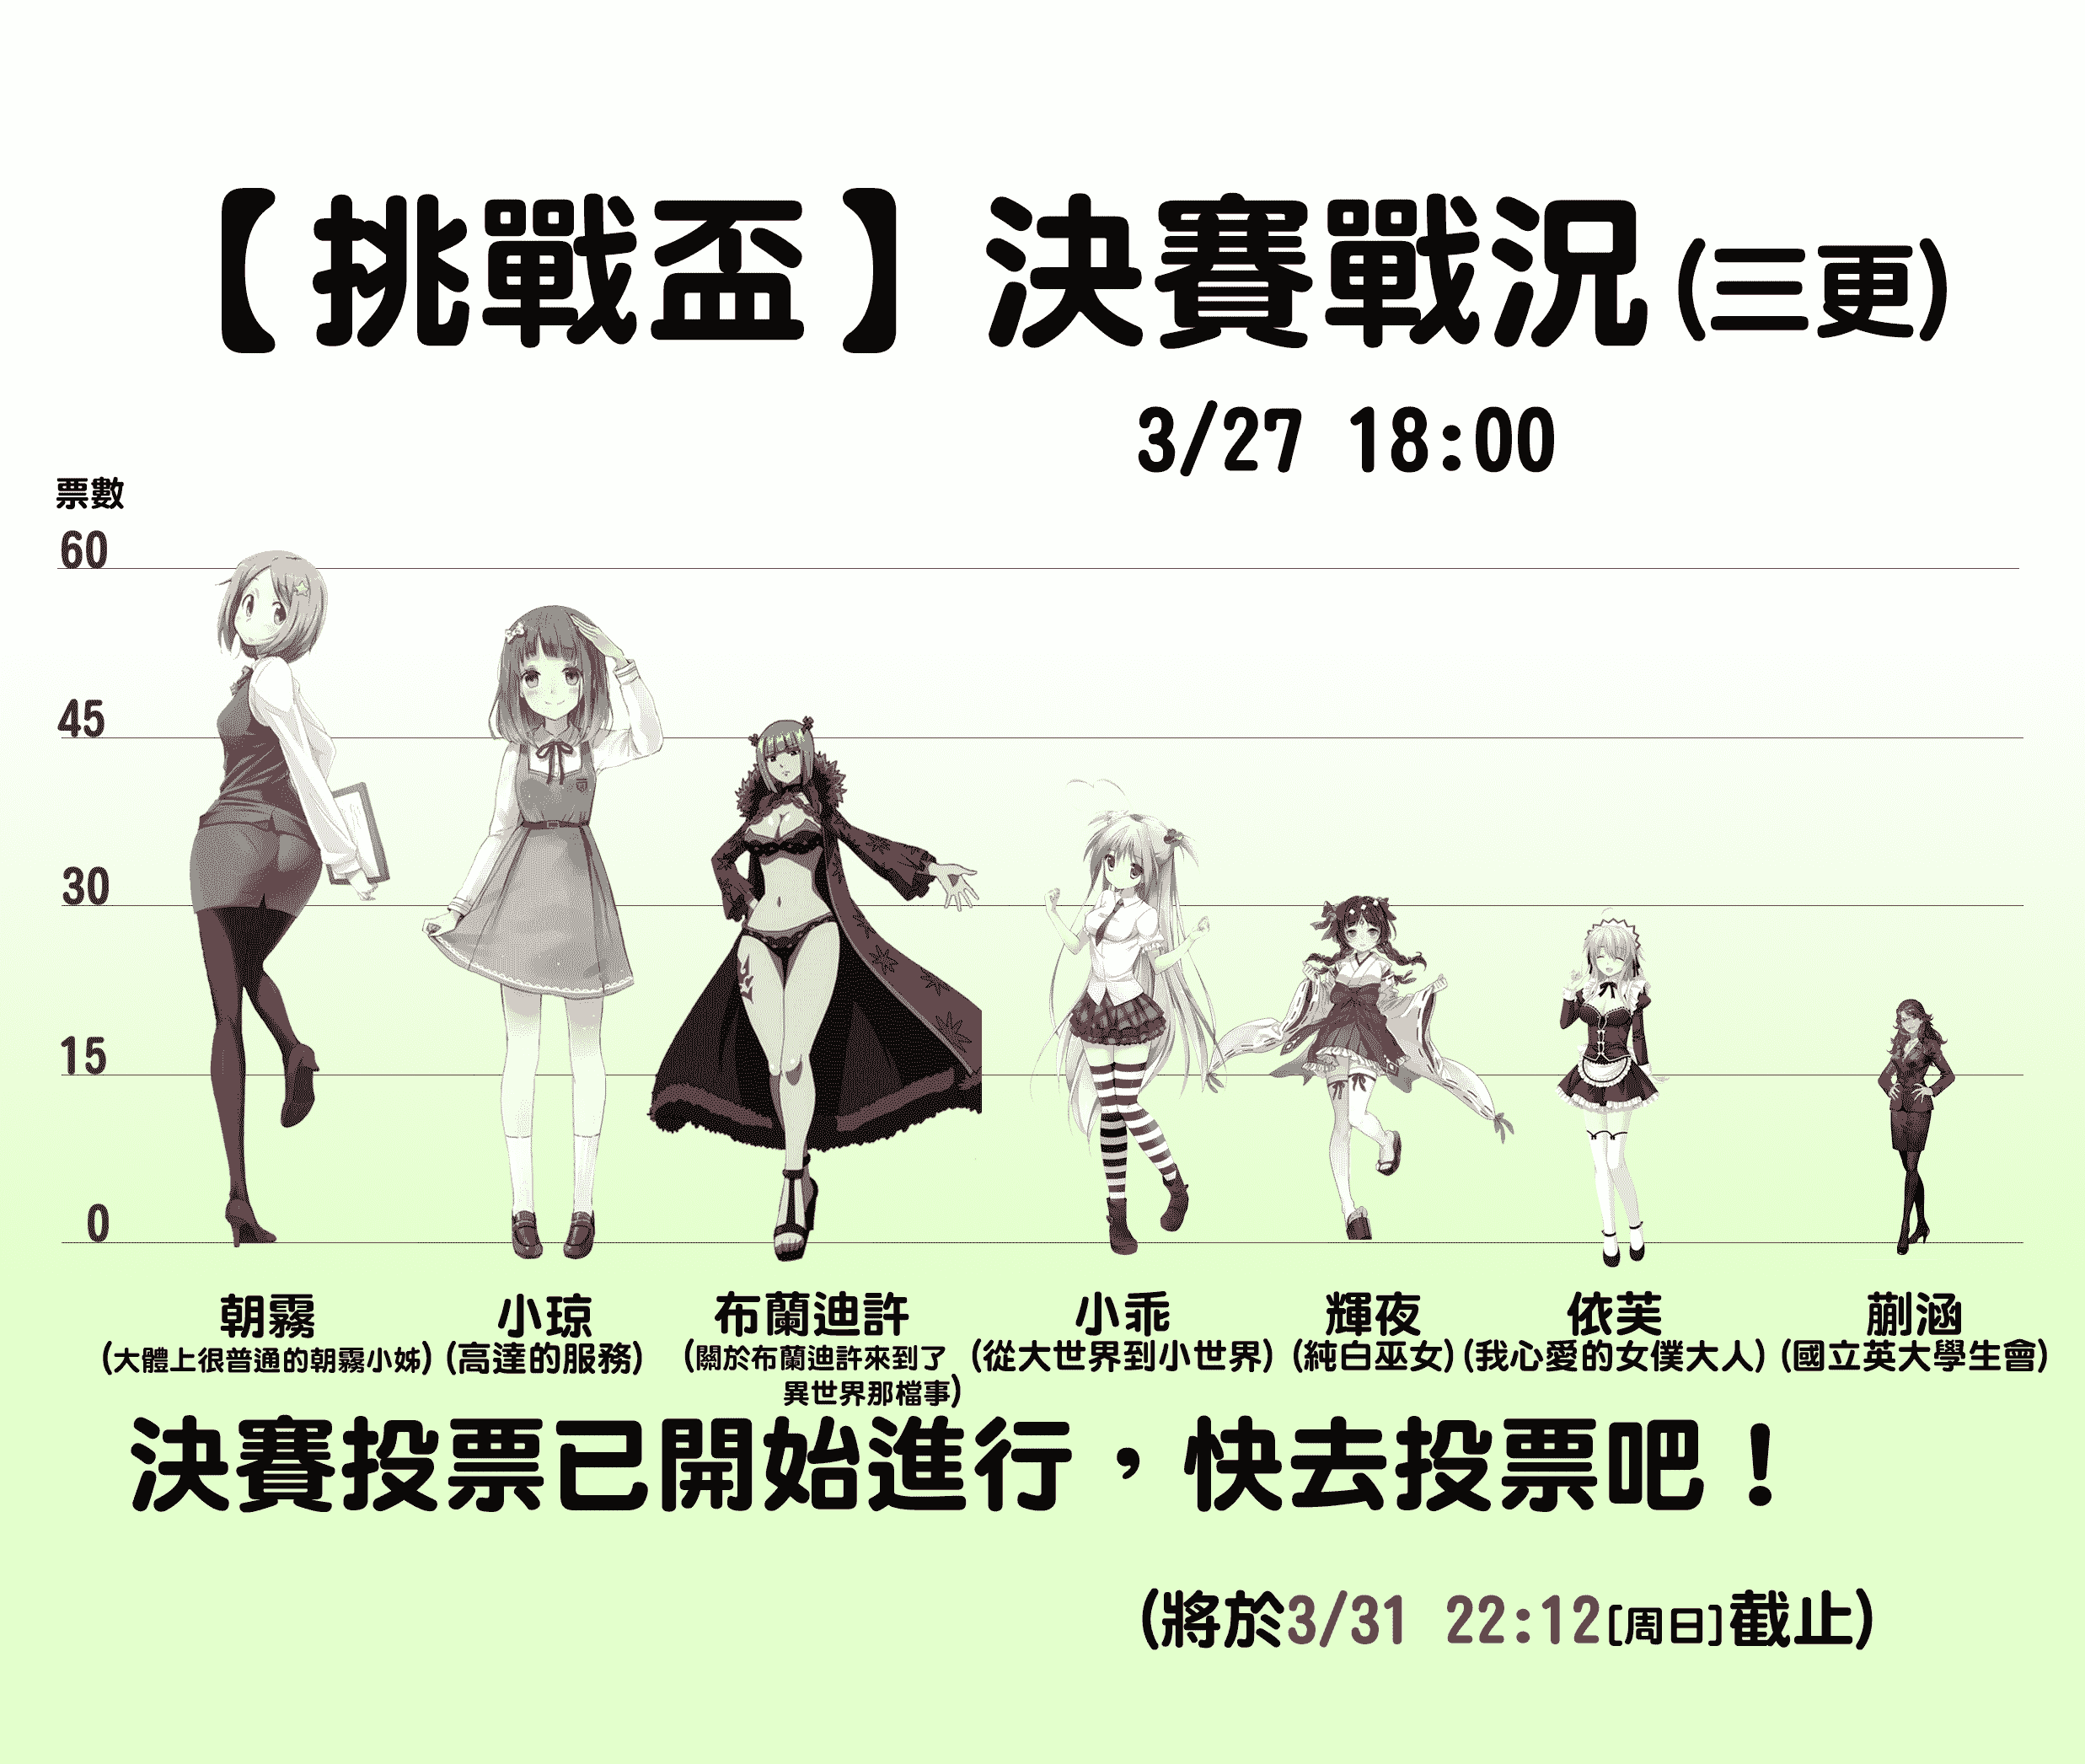 【挑戰盃】決賽戰況(三更)
3/27 18:00
票數
60
45
30
15
0
朝霧 小琼 布蘭迪許 小乖 輝夜 依芙 蒯涵
(大體上很普通的朝霧小姊) (高達的服務) (關於布蘭迪許來到了 (從大世界到小世界) (純白巫女) (我心愛的女僕大人) (國立英大學生會)
異世界那檔事)
決賽投票已開始進行，快去投票吧！
(將於3/31 22:12[周日]截止)